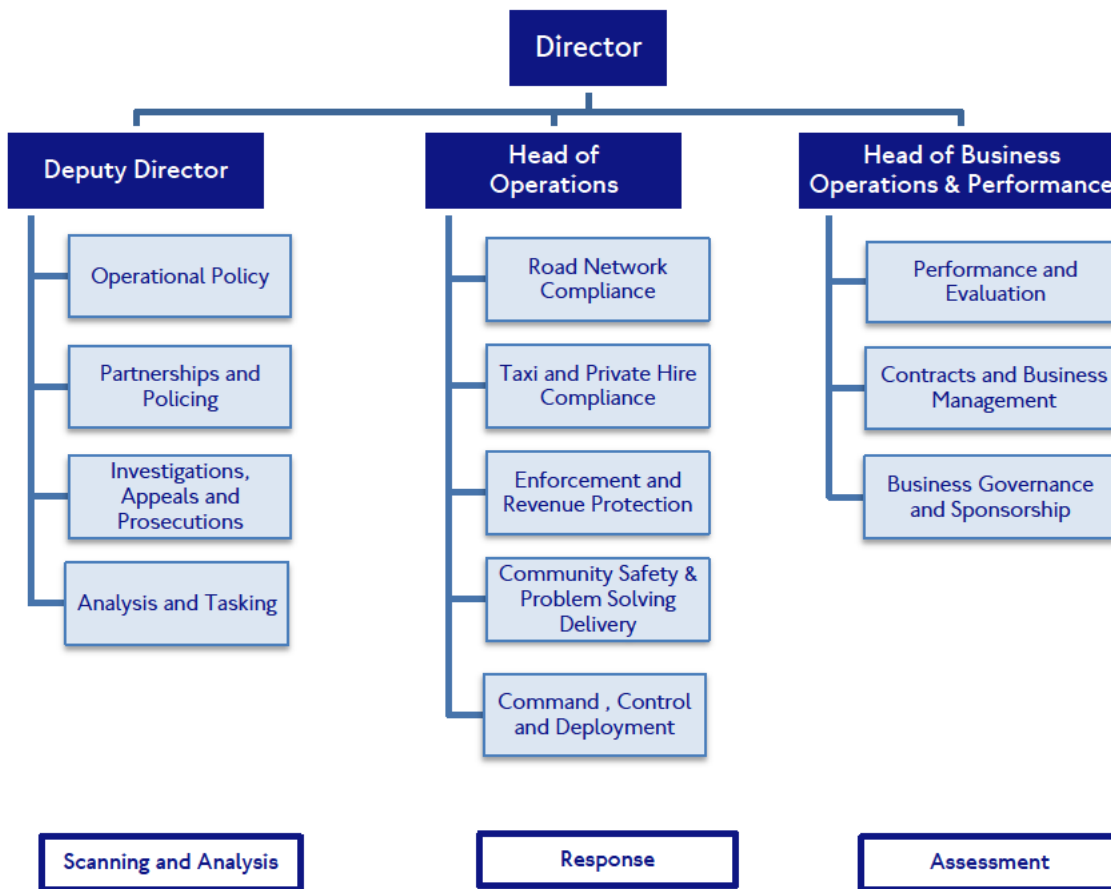 Director
Deputy Director
Operational Policy
Partnerships and
Policing
Investigations,
Appeals and
Prosecutions
Analysis and Tasking
Head of
Operations
Road Network
Compliance
Taxi and Private Hire
Compliance
Enforcement and
Revenue Protection
Community Safety &
Problem Solving
Delivery
Command , Control
and Deployment
Head of Business
Operations & Performance
Performance and
Evaluation
Contracts and Business
Management
Business Governance
and Sponsorship
Scanning and Analysis
Response
Assessment